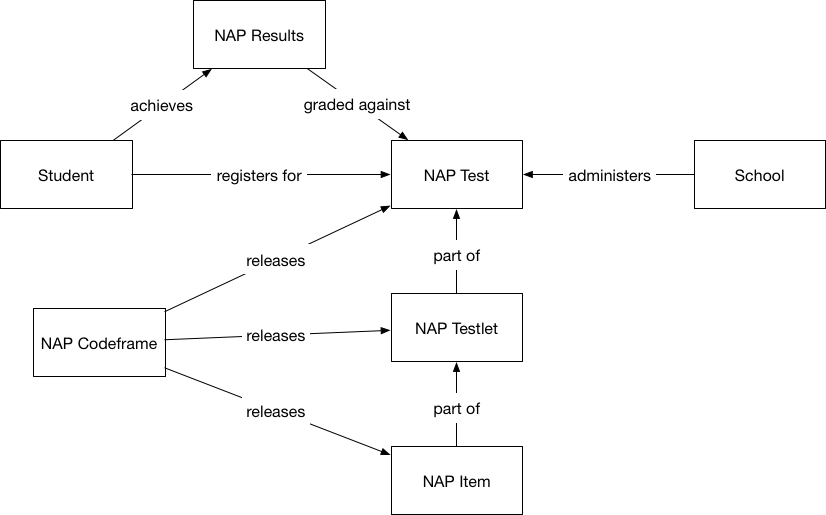 NAP Results
achieves
graded against
Student
registers for
NAP Test
administers
School
releases
part of
NAP Codeframe
releases
NAP Testlet
releases
part of
NAP Item